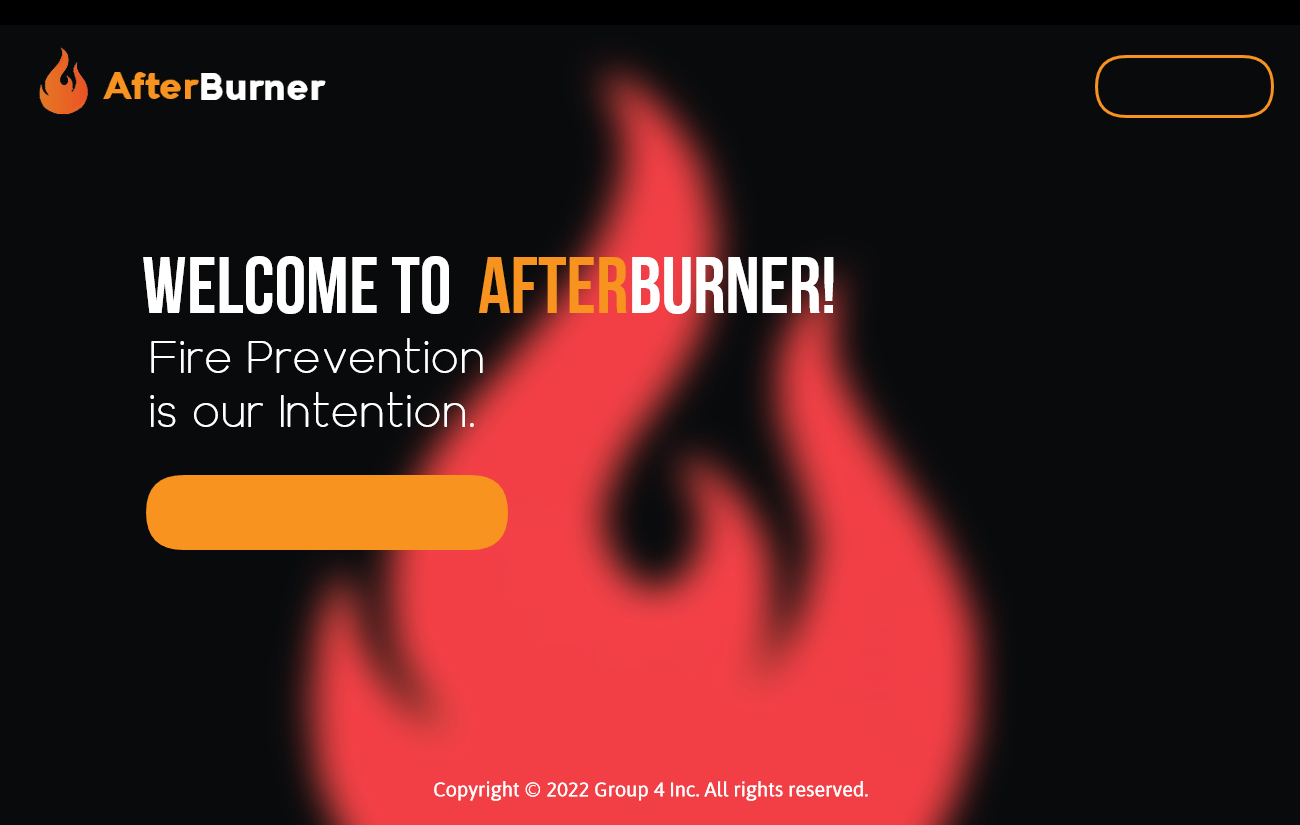 AfterBurner
WELCOME TO AFTERBURNER!
Fire Prevention
is our Intention.
Copyright © 2022 Group 4 Inc. All rights reserved.